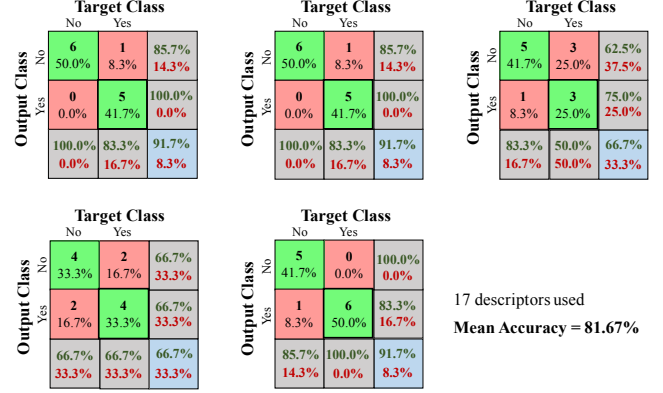 Target Class
No Yes
Output Class
No
Yes
6 1 85.7%
50.0% 8.3% 14.3%
0 5 100.0%
0.0% 41.7% 0.0%
100.0% 83.3% 91.7%
0.0% 16.7% 8.3%
Target Class
No Yes
Output Class
No
Yes
6 1 85.7%
50.0% 8.3% 14.3%
0 5 100.0%
0.0% 41.7% 0.0%
100.0% 83.3% 91.7%
0.0% 16.7% 8.3%
Target Class
No Yes
Output Class
No
Yes
5 3 62.5%
41.7% 25.0% 37.5%
1 3 75.0%
8.3% 25.0% 25.0%
83.3% 50.0% 66.7%
16.7% 50.0% 33.3%
Target Class
No Yes
Output Class
No
Yes
4 2 66.7%
33.3% 16.7% 33.3%
2 4 66.7%
16.7% 33.3% 33.3%
66.7% 66.7% 66.7%
33.3% 33.3% 33.3%
Target Class
No Yes
Output Class
No
Yes
5 0 100.0%
41.7% 0.0% 0.0%
1 6 83.3%
8.3% 50.0% 16.7%
85.7% 100.0% 91.7%
14.3% 0.0% 8.3%
17 descriptors used
Mean Accuracy = 81.67%